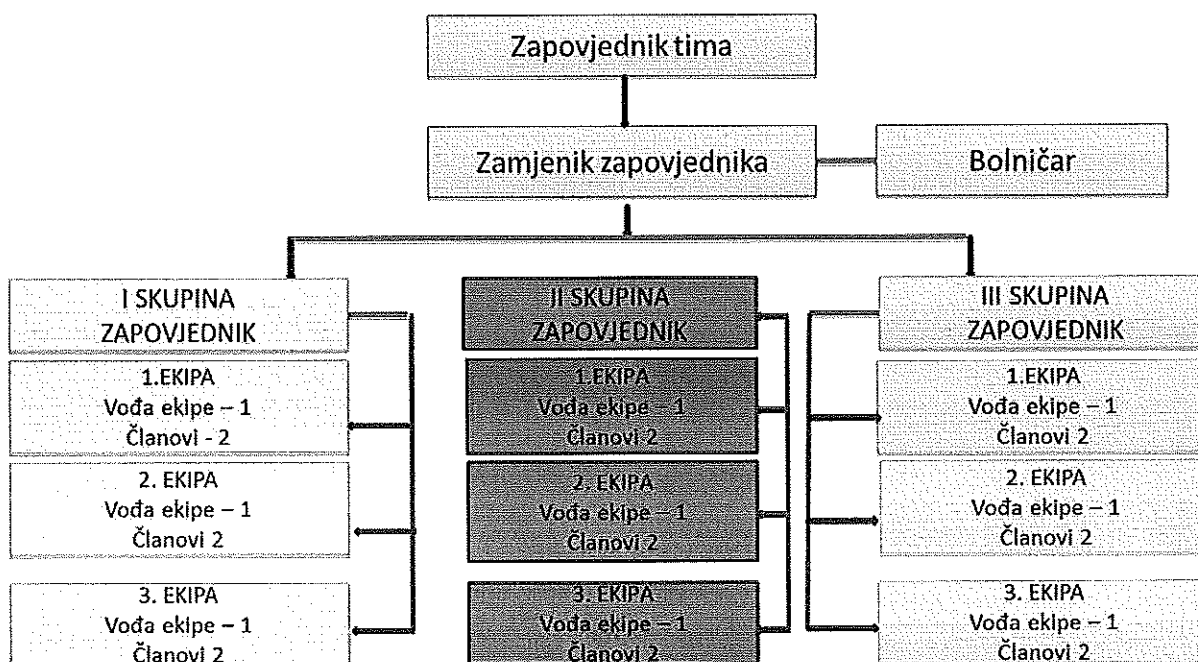 Zapovjednik tima
Zamjenik zapovjednika
Bolničar
I SKUPINA
ZAPOVJEDNIK
1.EKIPA
Vođa ekipe – 1
Članovi - 2
2. EKIPA
Vođa ekipe – 1
Članovi 2
3. EKIPA
Vođa ekipe – 1
Članovi 2
II SKUPINA
ZAPOVJEDNIK
1.EKIPA
Vođa ekipe – 1
Članovi 2
2. EKIPA
Vođa ekipe – 1
Članovi 2
3. EKIPA
Vođa ekipe – 1
Članovi 2
III SKUPINA
ZAPOVJEDNIK
1.EKIPA
Vođa ekipe – 1
Članovi 2
2. EKIPA
Vođa ekipe – 1
Članovi 2
3. EKIPA
Vođa ekipe – 1
Članovi 2